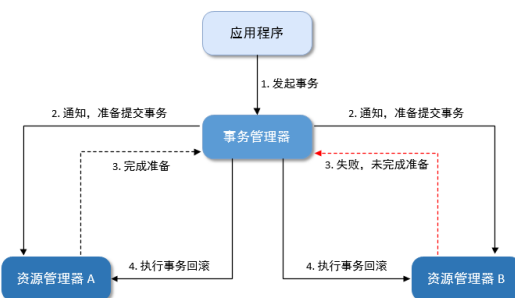 应用程序
1. 发起事务
2. 通知，准备提交事务
2. 通知，准备提交事务
事务管理器
3. 完成准备
3. 失败，未完成准备
4. 执行事务回滚
4. 执行事务回滚
资源管理器 A
资源管理器 B